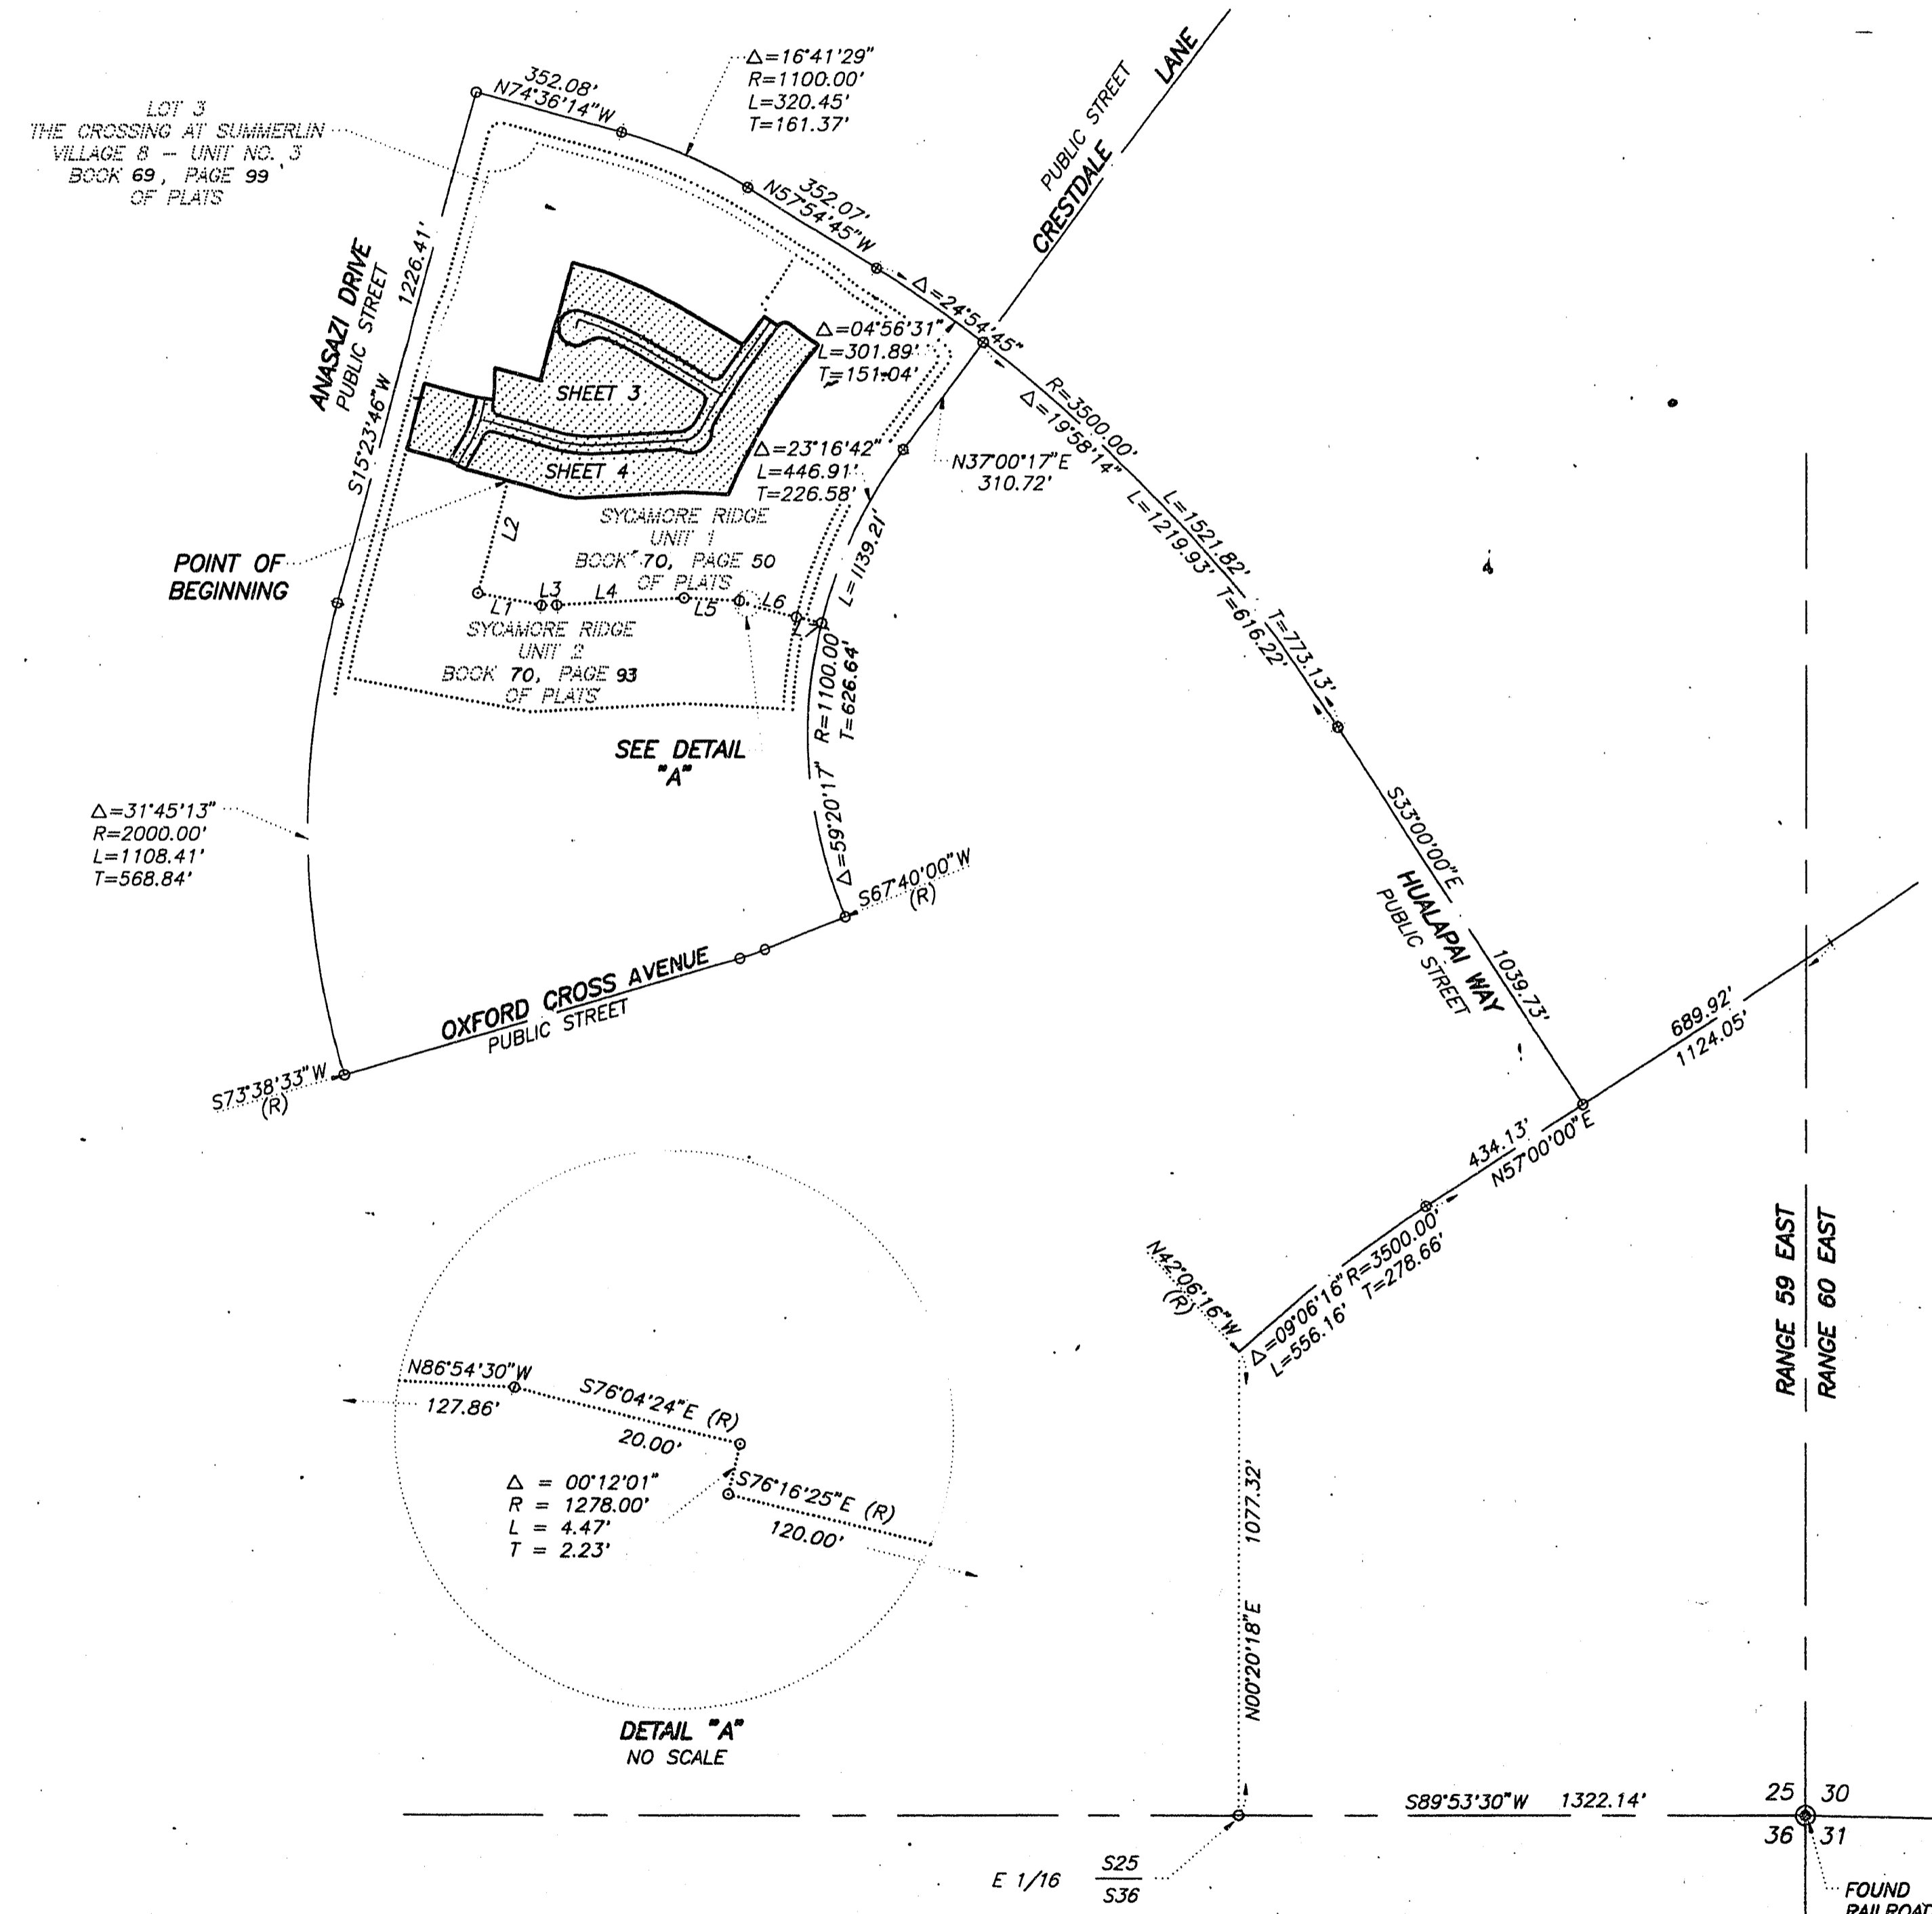 LOT 3
THE CROSSING AT SUMMERLIN
VILLAGE 8 - UNIT NO. 3
BOOK 69, PAGE 99
OF PLATS
352.08'
N74°36'14"W
Δ=16°41'29"
R=1100.00'
L=320.45'
T=161.37'
352.07'
N57°54'45"W
PUBLIC STREET
CRESTDALE LANE
ANASAZI DRIVE
PUBLIC STREET
1226.41'
S15°23'46"W
Δ=24°54'45"
Δ=04°56'31"
L=301.89'
T=151.04'
SHEET 3
SHEET 4
R=3500.00'
Δ=19°58'14"
L=1521.82'
L=1219.93'
T=773.13'
T=616.22'
Δ=23°16'42"
L=446.91'
T=226.58'
N37°00'17"E
310.72'
POINT OF
BEGINNING
SYCAMORE RIDGE
UNIT 1
BOOK 70, PAGE 50
OF PLATS
L2
L1
L3
L4
L5
L6
L7
L=1139.21'
R=1100.00'
T=626.64'
Δ=59°20'17"
SYCAMORE RIDGE
UNIT 2
BOOK 70, PAGE 93
OF PLATS
SEE DETAIL
"A"
Δ=31°45'13"
R=2000.00'
L=1108.41'
T=568.84'
S67°40'00"W
(R)
OXFORD CROSS AVENUE
PUBLIC STREET
S73°38'33"W
(R)
S33°00'00"E
HUALAPAI WAY
PUBLIC STREET
1039.73'
689.92'
1124.05'
434.13'
N57°00'00"E
N42°06'16"W
(R)
Δ=09°06'16" R=3500.00'
L=556.16' T=278.66'
RANGE 59 EAST
RANGE 60 EAST
N86°54'30"W
127.86'
S76°04'24"E (R)
20.00'
Δ = 00°12'01"
R = 1278.00'
L = 4.47'
T = 2.23'
S76°16'25"E (R)
120.00'
DETAIL "A"
NO SCALE
N00°20'18"E 1077.32'
S89°53'30"W 1322.14'
25 30
36 31
E 1/16 S25
S36
FOUND
RAILROAD